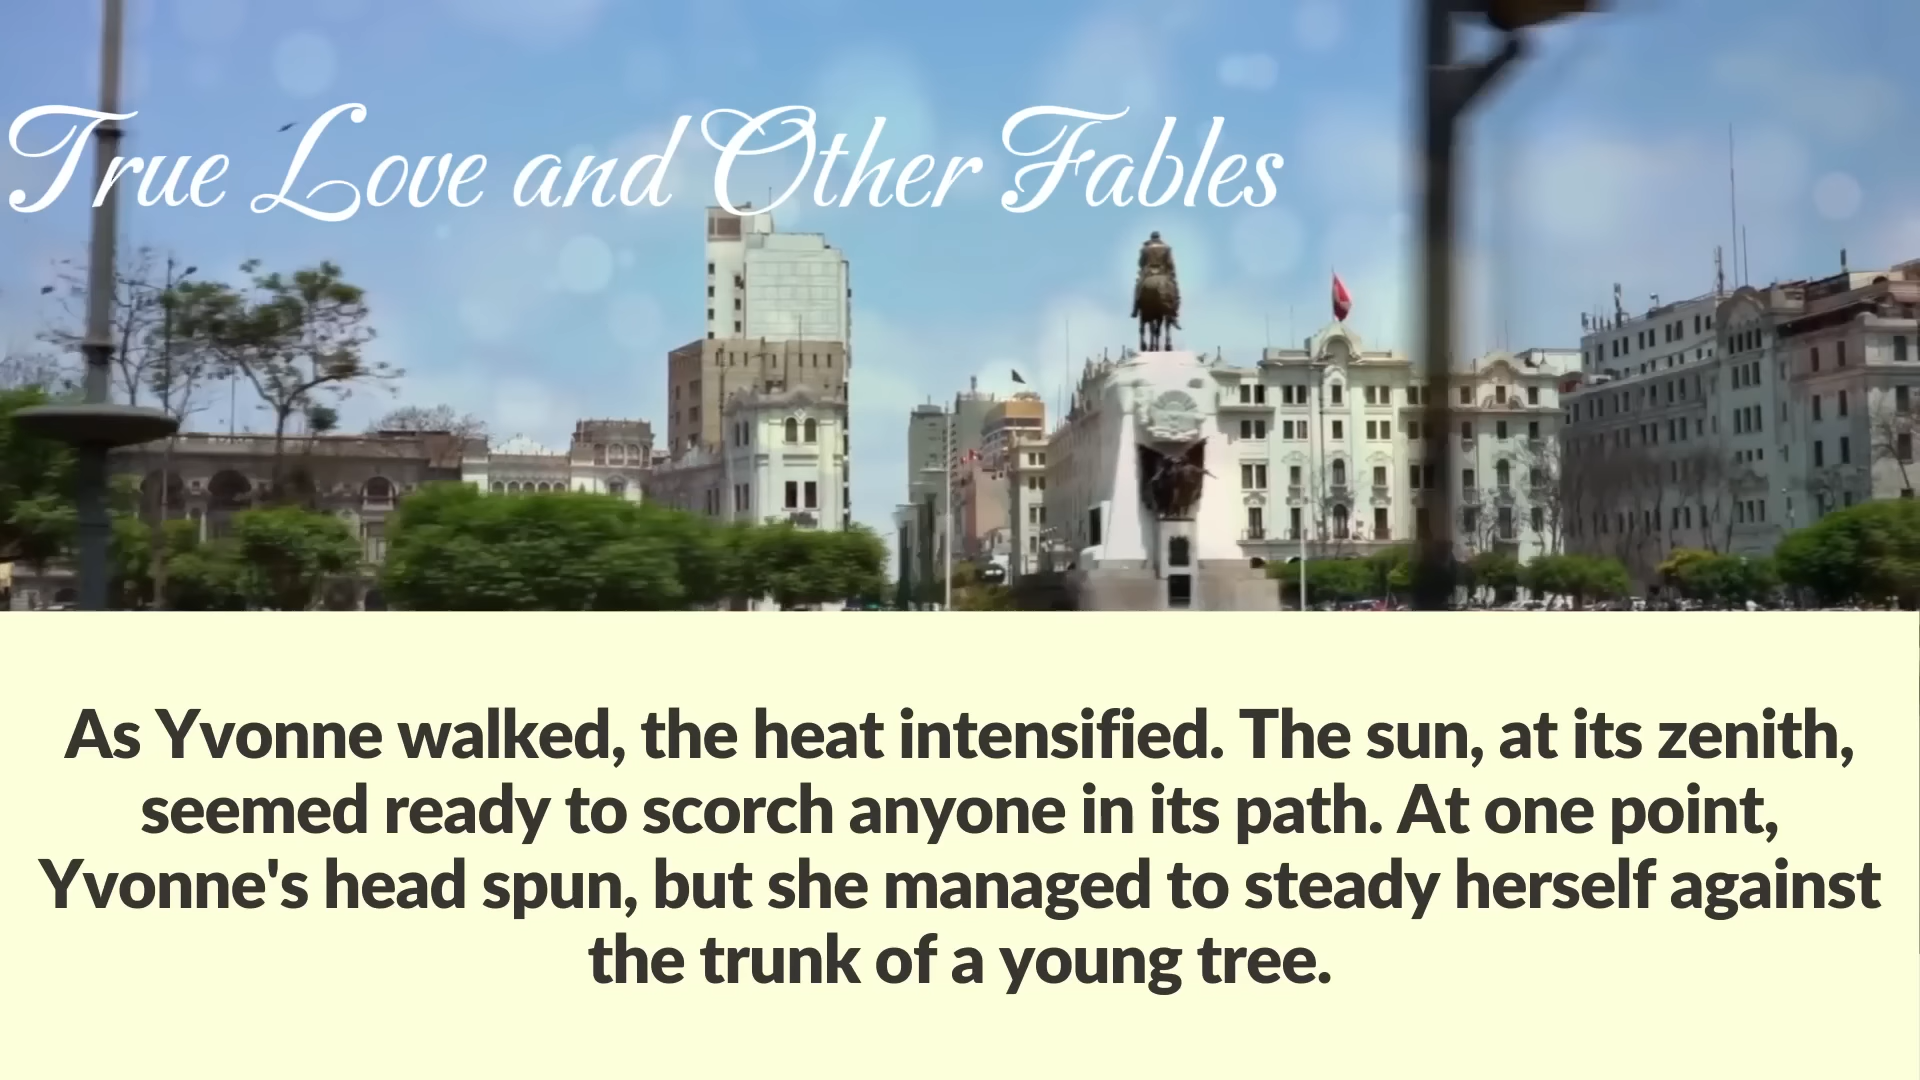 True Love and Other Fables
As Yvonne walked, the heat intensified. The sun, at its zenith,
seemed ready to scorch anyone in its path. At one point,
Yvonne's head spun, but she managed to steady herself against
the trunk of a young tree.